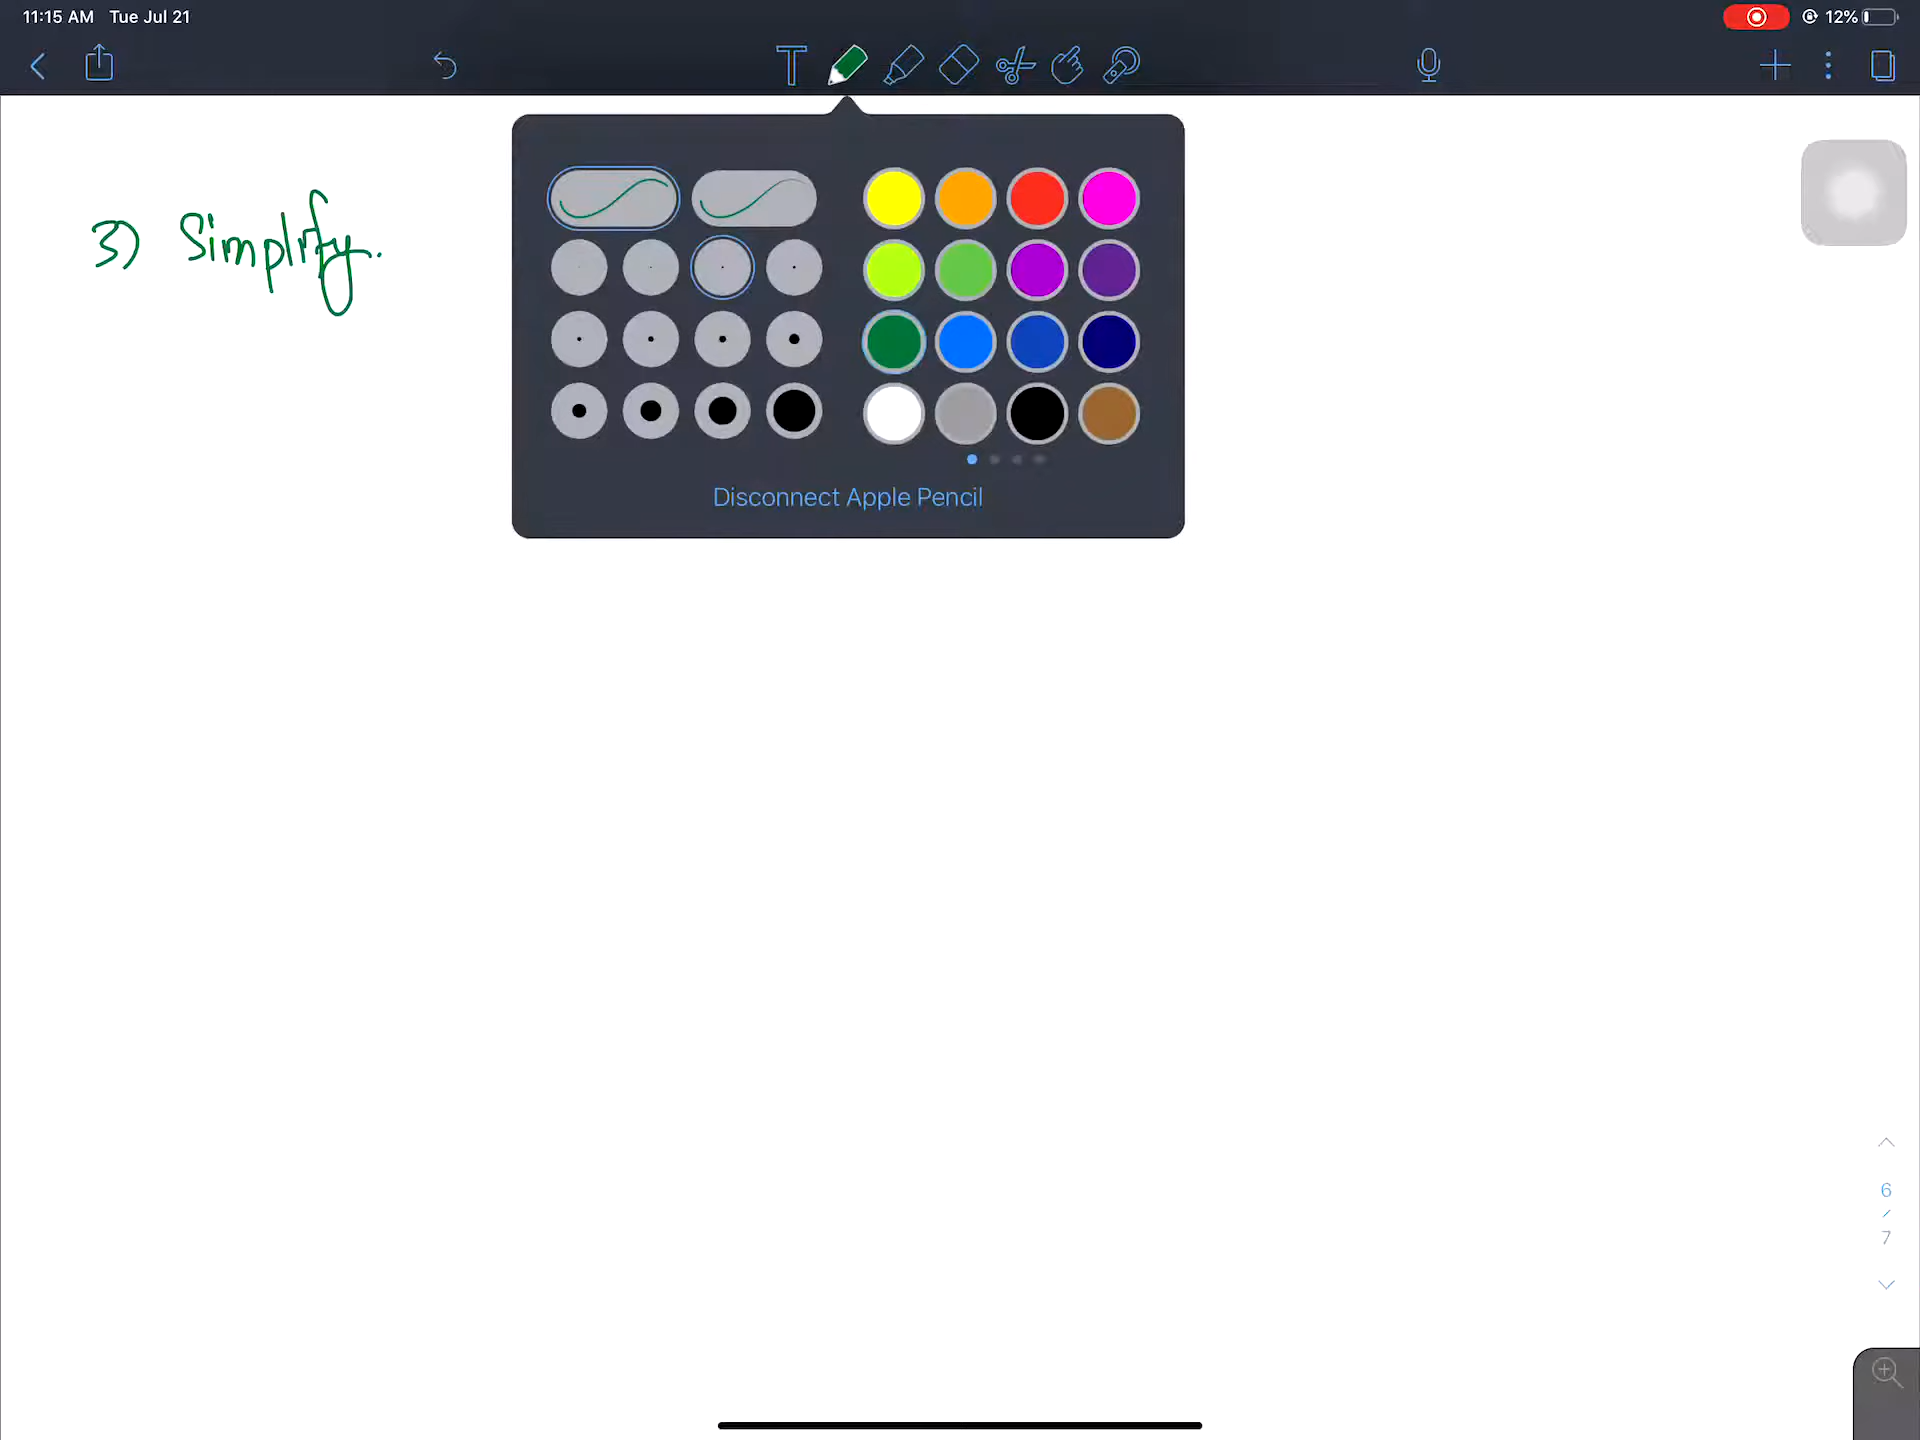 11:15 AM Tue Jul 21
12%
T
3) Simplify.
Disconnect Apple Pencil
6
/
7